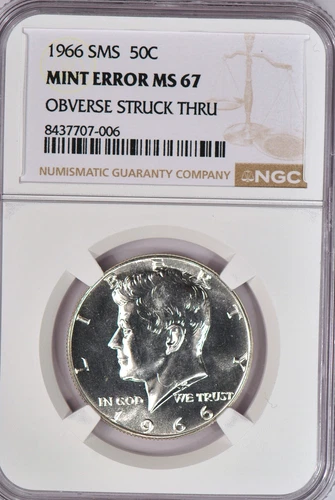 1966 SMS 50C
MINT ERROR MS 67
OBVERSE STRUCK THRU
8437707-006
NUMISMATIC GUARANTY COMPANY NGC
LIBERTY
IN GOD WE TRUST
1966